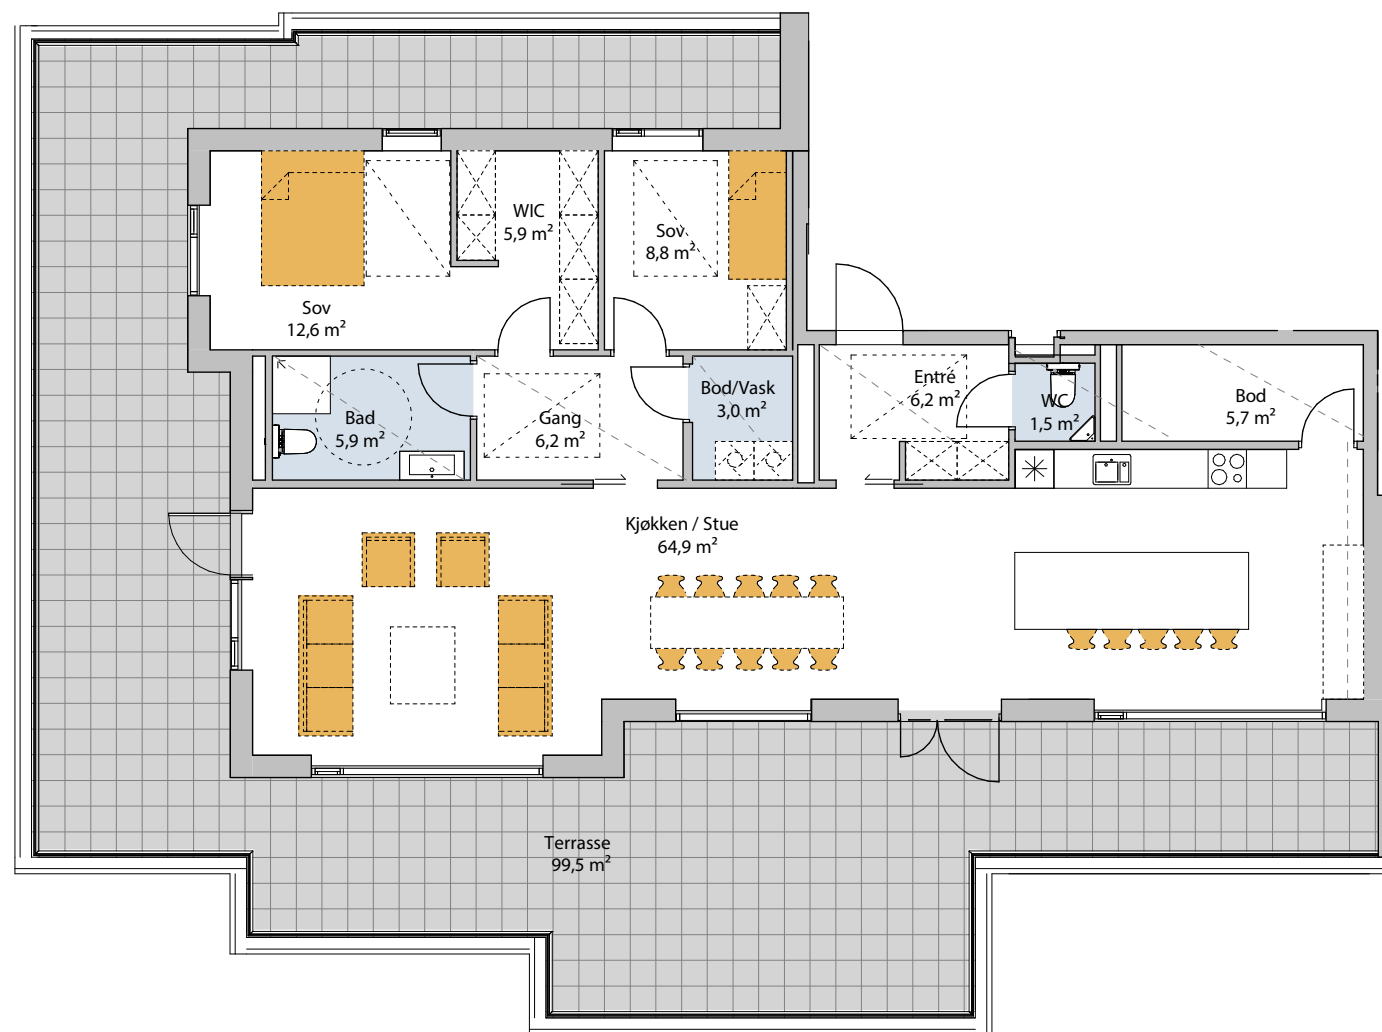 WIC
5,9 m²
Sov
8,8 m²
Sov
12,6 m²
Bad
5,9 m²
Gang
6,2 m²
Bod/Vask
3,0 m²
Entré
6,2 m²
WC
1,5 m²
Bod
5,7 m²
Kjøkken / Stue
64,9 m²
Terrasse
99,5 m²